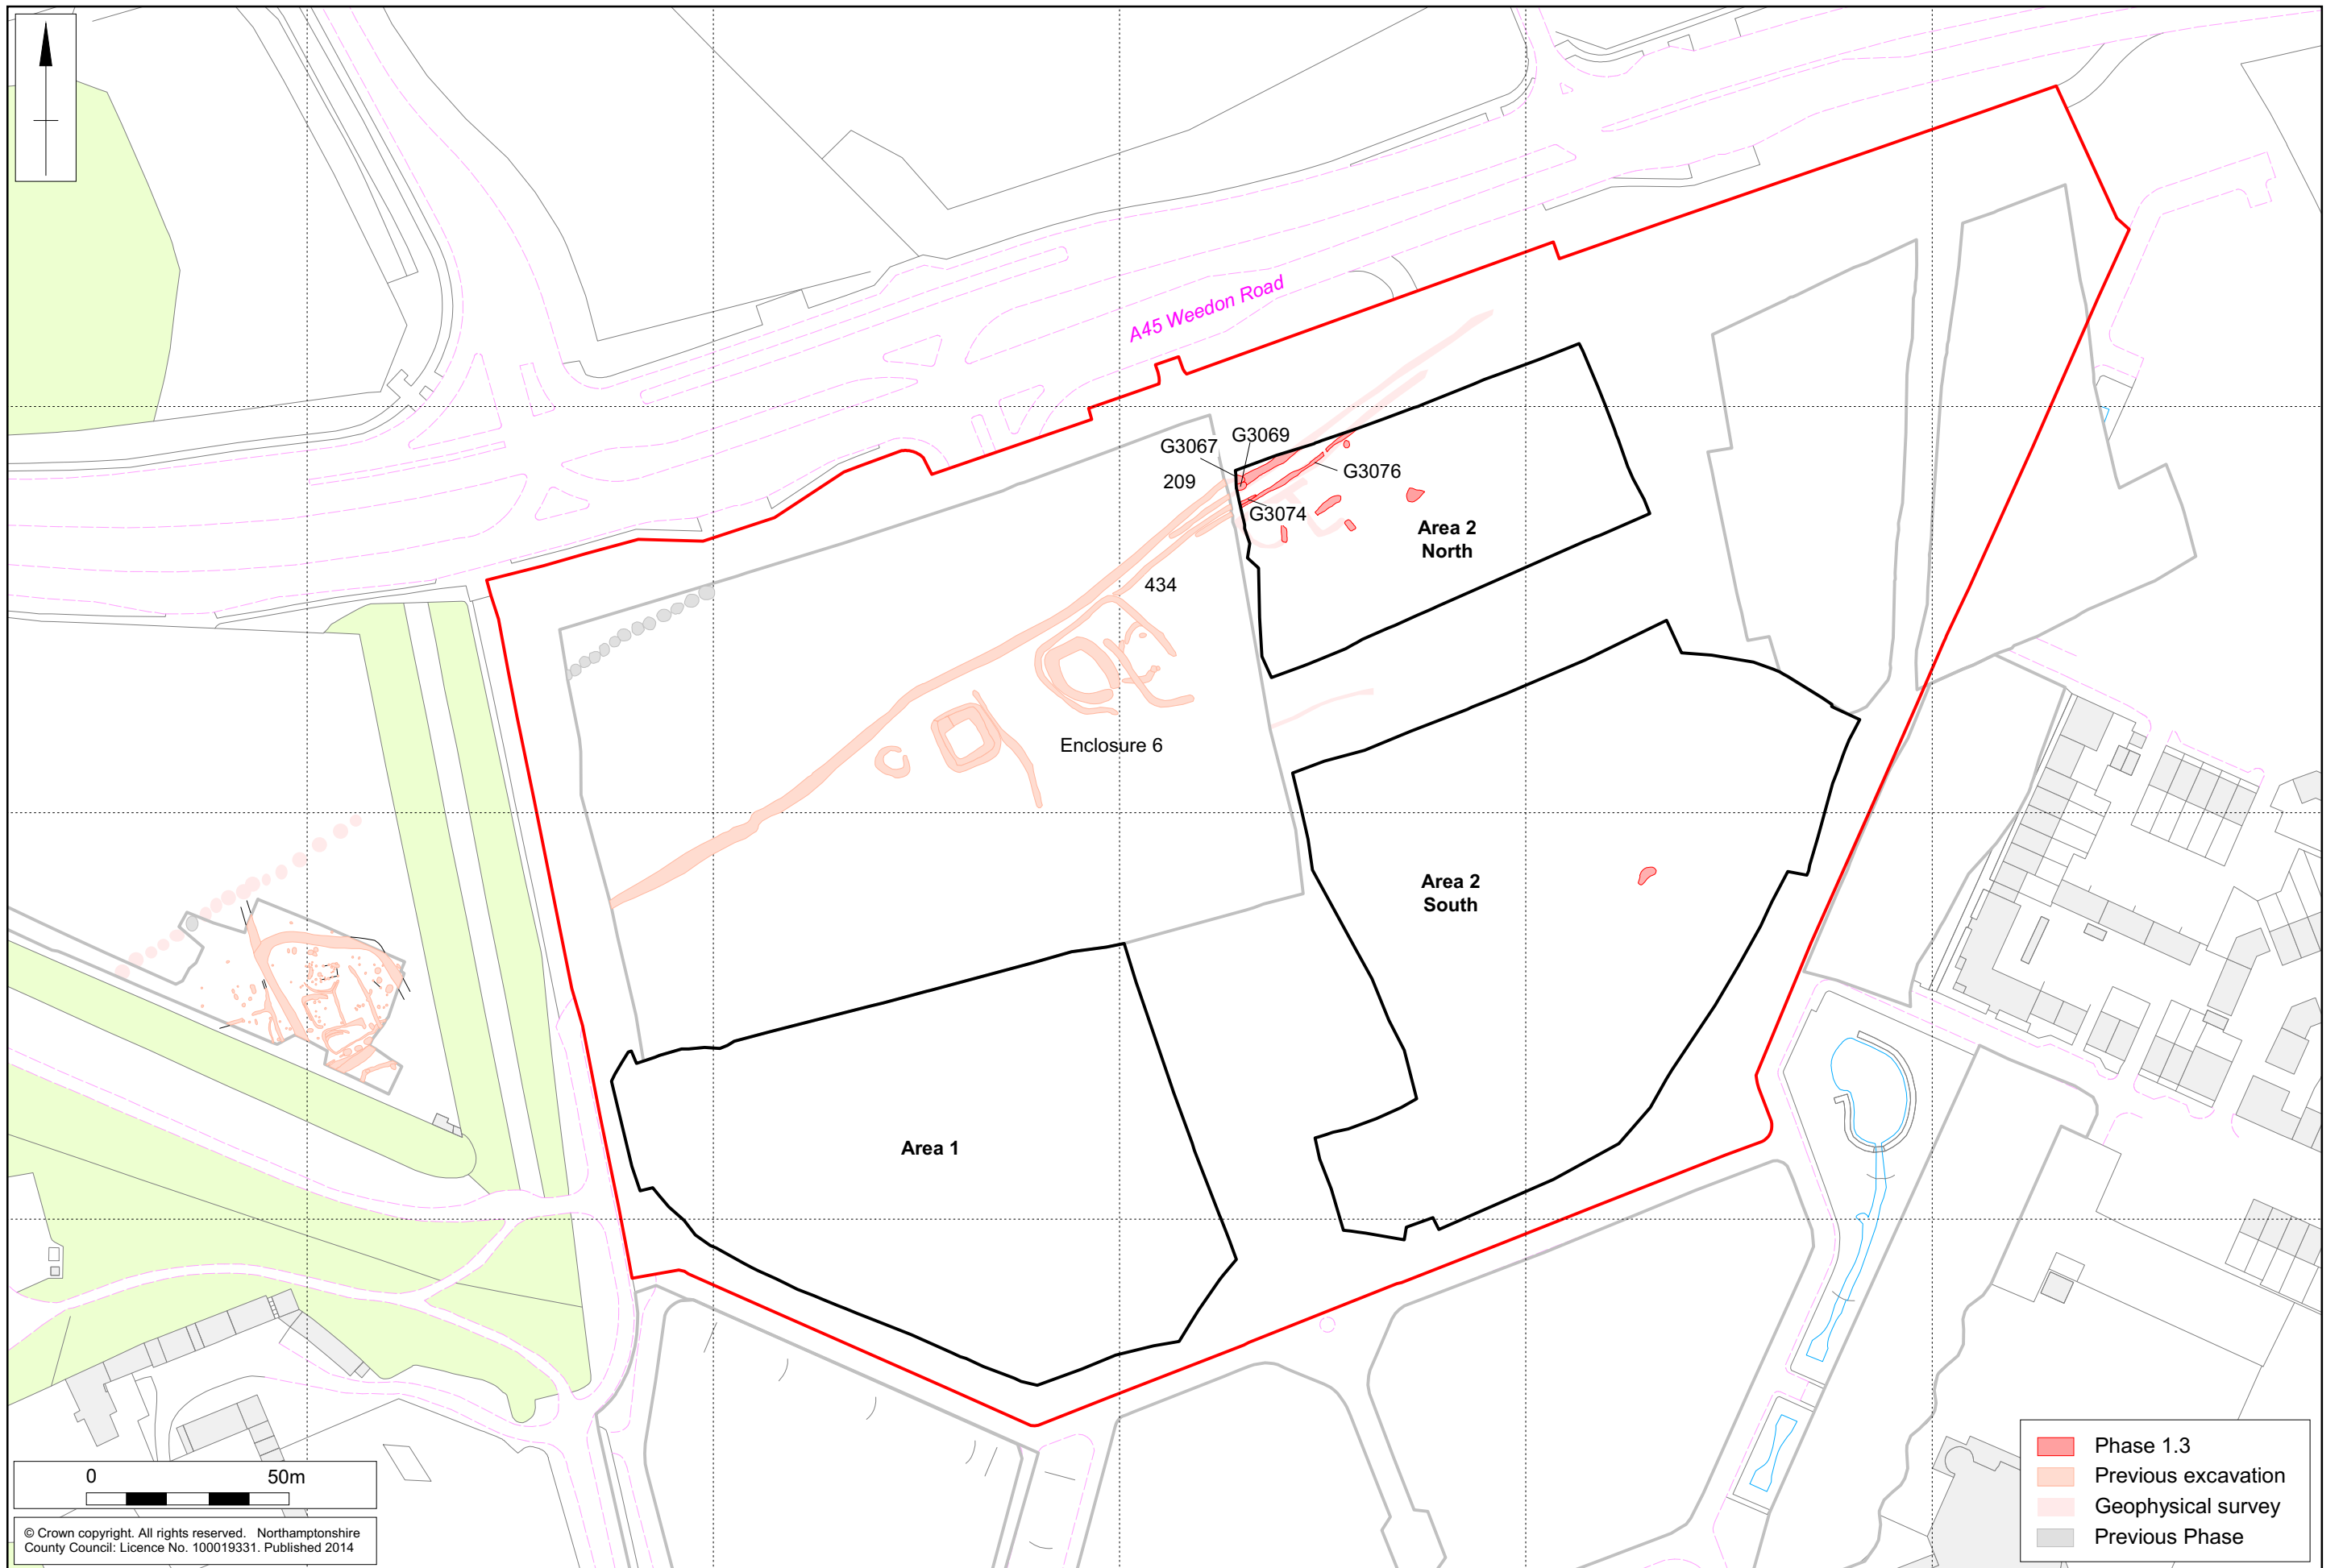 A45 Weedon Road
G3067
G3069
209
G3076
G3074
Area 2
North
434
Enclosure 6
Area 2
South
Area 1
0 50m
© Crown copyright. All rights reserved. Northamptonshire
County Council: Licence No. 100019331. Published 2014
Phase 1.3
Previous excavation
Geophysical survey
Previous Phase